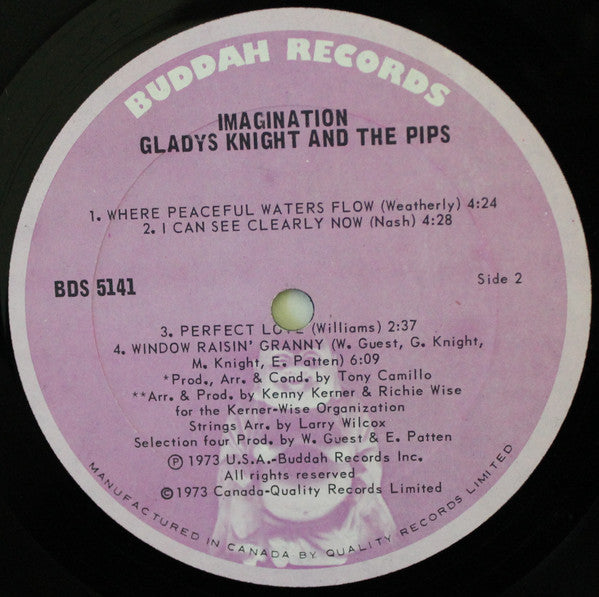 BUDDAH RECORDS
IMAGINATION
GLADYS KNIGHT AND THE PIPS
1. WHERE PEACEFUL WATERS FLOW (Weatherly) 4:24
2. I CAN SEE CLEARLY NOW (Nash) 4:28
BDS 5141
Side 2
3. PERFECT LOVE (Williams) 2:37
4. WINDOW RAISIN' GRANNY (W. Guest, G. Knight,
M. Knight, E. Patten) 6:09
*Prod., Arr. & Cond. by Tony Camillo
**Arr. & Prod. by Kenny Kerner & Richie Wise
for the Kerner-Wise Organization
Strings Arr. by Larry Wilcox
Selection four Prod. by W. Guest & E. Patten
Ⓟ 1973 U.S.A.-Buddah Records Inc.
All rights reserved
© 1973 Canada-Quality Records Limited
MANUFACTURED IN CANADA BY QUALITY RECORDS LIMITED